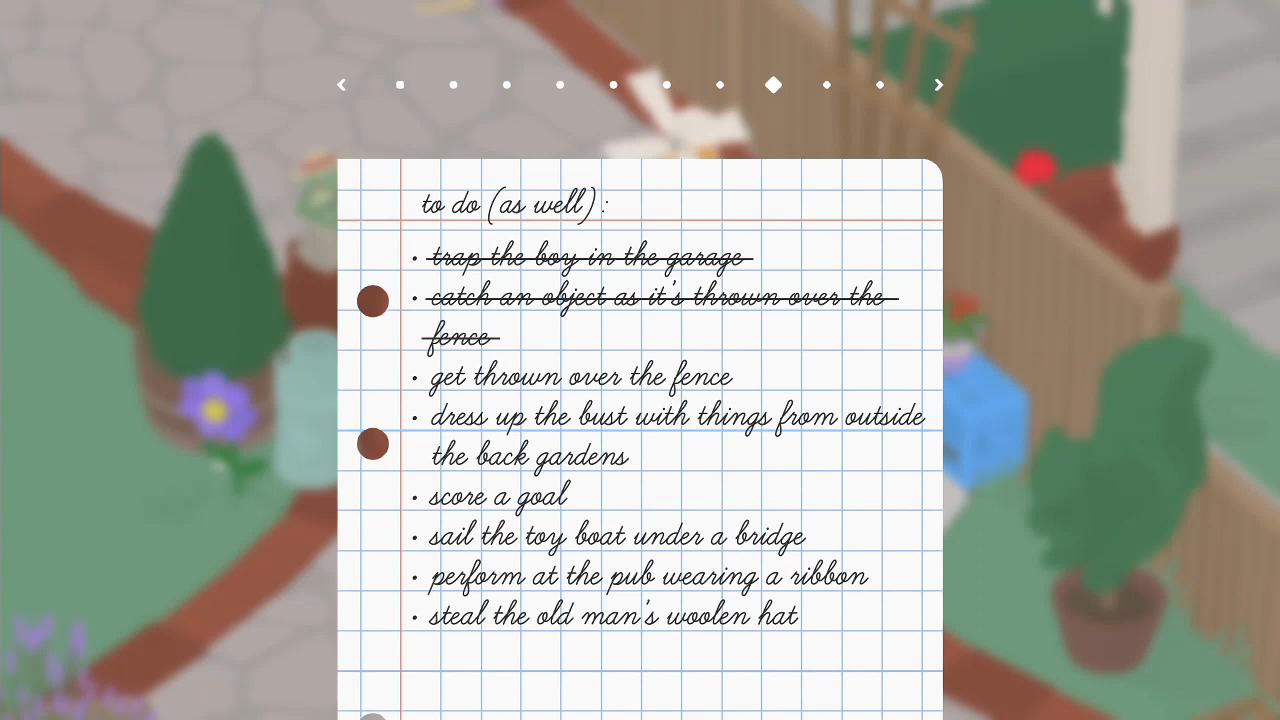 to do (as well) :
• trap the boy in the garage
• catch an object as it's thrown over the
fence
• get thrown over the fence
• dress up the bust with things from outside
the back gardens
• score a goal
• sail the toy boat under a bridge
• perform at the pub wearing a ribbon
• steal the old man's woolen hat